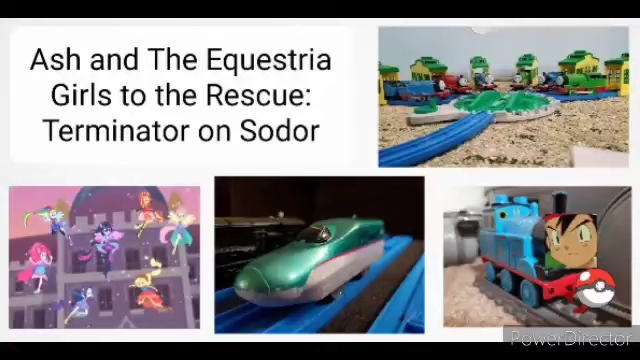 Ash and The Equestria
Girls to the Rescue:
Terminator on Sodor
PowerDirector